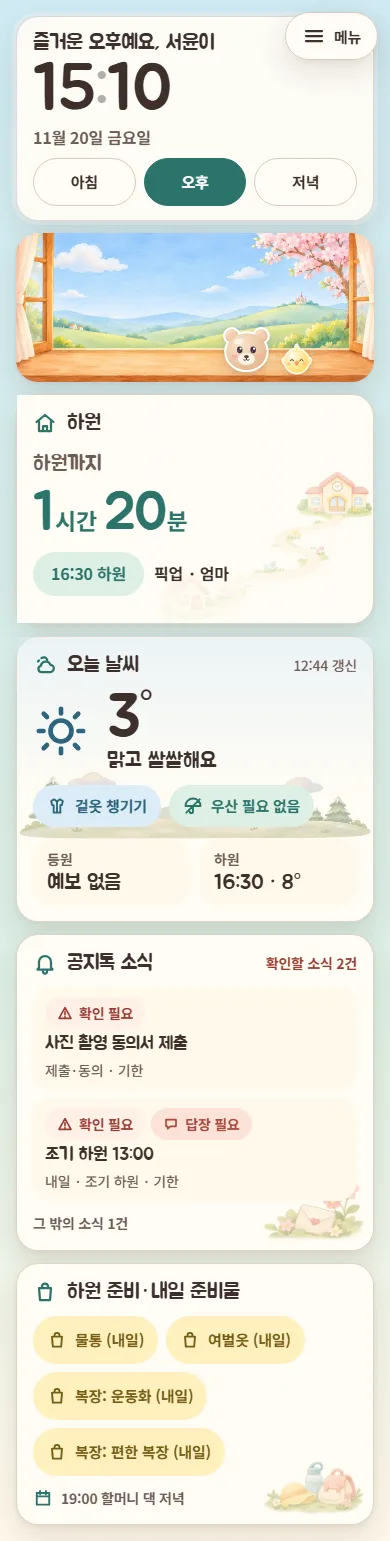 즐거운 오후예요, 서윤이
메뉴
15:10
11월 20일 금요일
아침
오후
저녁
하원
하원까지
1시간 20분
16:30 하원
픽업 · 엄마
오늘 날씨
12:44 갱신
3°
맑고 쌀쌀해요
겉옷 챙기기
우산 필요 없음
등원
예보 없음
하원
16:30 · 8°
공지톡 소식
확인할 소식 2건
확인 필요
사진 촬영 동의서 제출
제출·동의 · 기한
확인 필요
답장 필요
조기 하원 13:00
내일 · 조기 하원 · 기한
그 밖의 소식 1건
하원 준비·내일 준비물
물통 (내일)
여벌옷 (내일)
복장: 운동화 (내일)
복장: 편한 복장 (내일)
19:00 할머니 댁 저녁